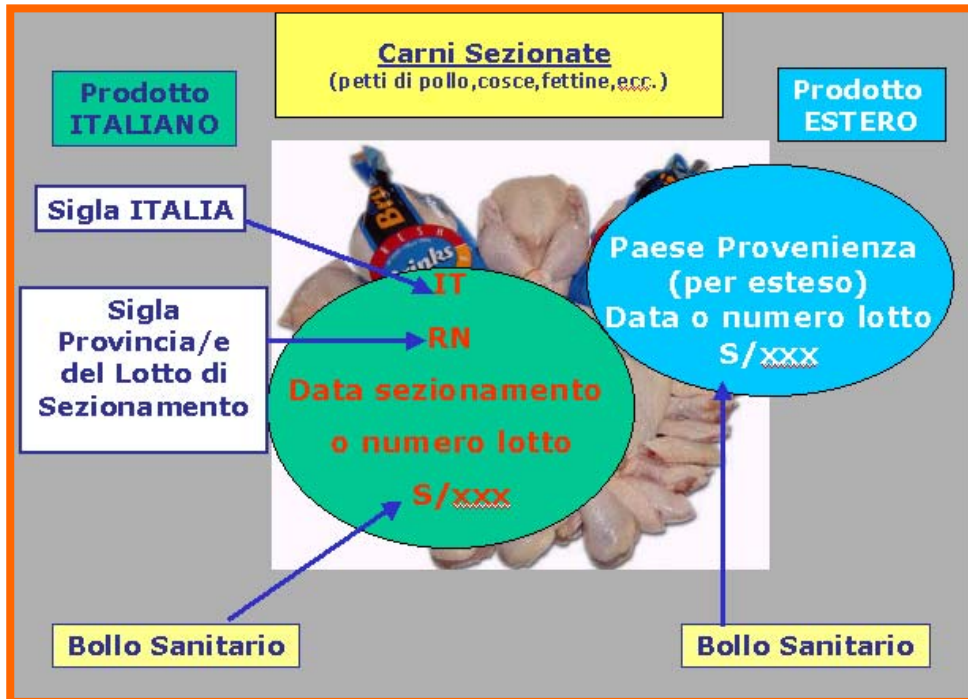 Carni Sezionate
(petti di pollo,cosce,fettine,ecc.)
Prodotto
ITALIANO
Prodotto
ESTERO
Sigla ITALIA
Sigla
Provincia/e
del Lotto di
Sezionamento
IT
RN
Data sezionamento
o numero lotto
S/xxx
Paese Provenienza
(per esteso)
Data o numero lotto
S/xxx
Bollo Sanitario
Bollo Sanitario